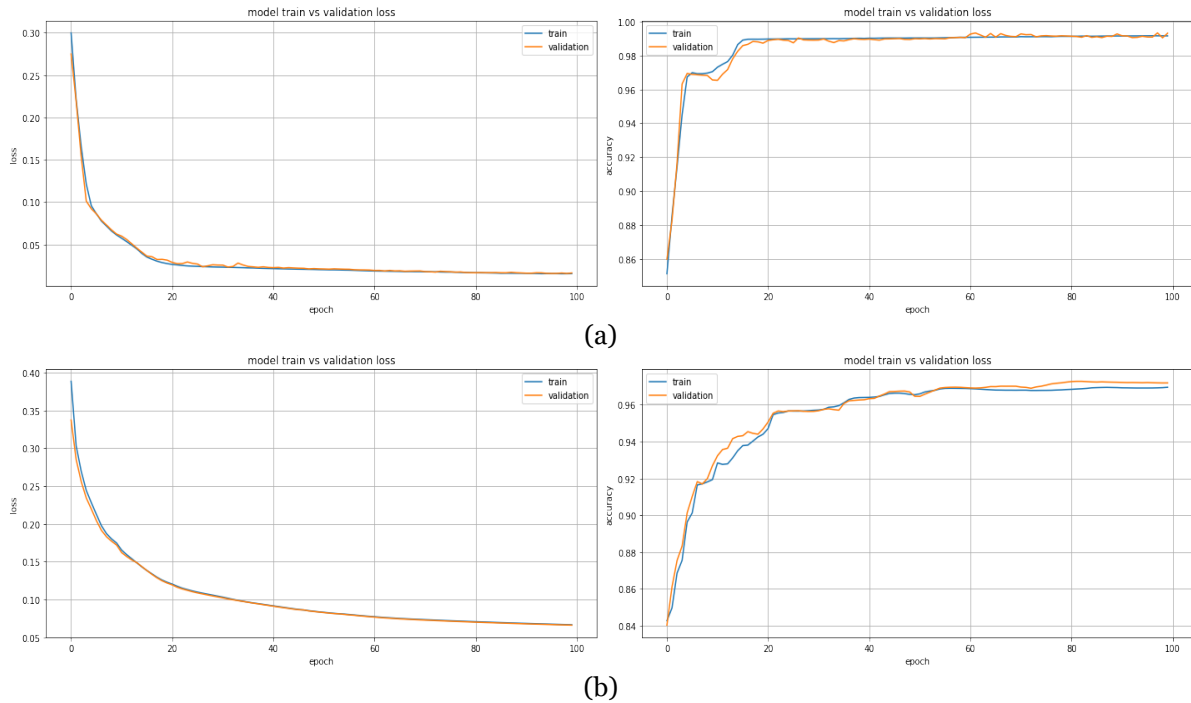 model train vs validation loss
0.30
0.25
0.20
0.15
0.10
0.05
loss
train
validation
0 20 40 60 80 100
epoch
model train vs validation loss
1.00
0.98
0.96
0.94
0.92
0.90
0.88
0.86
accuracy
train
validation
0 20 40 60 80 100
epoch
(a)
model train vs validation loss
0.40
0.35
0.30
0.25
0.20
0.15
0.10
0.05
loss
train
validation
0 20 40 60 80 100
epoch
model train vs validation loss
0.96
0.94
0.92
0.90
0.88
0.86
0.84
accuracy
train
validation
0 20 40 60 80 100
epoch
(b)